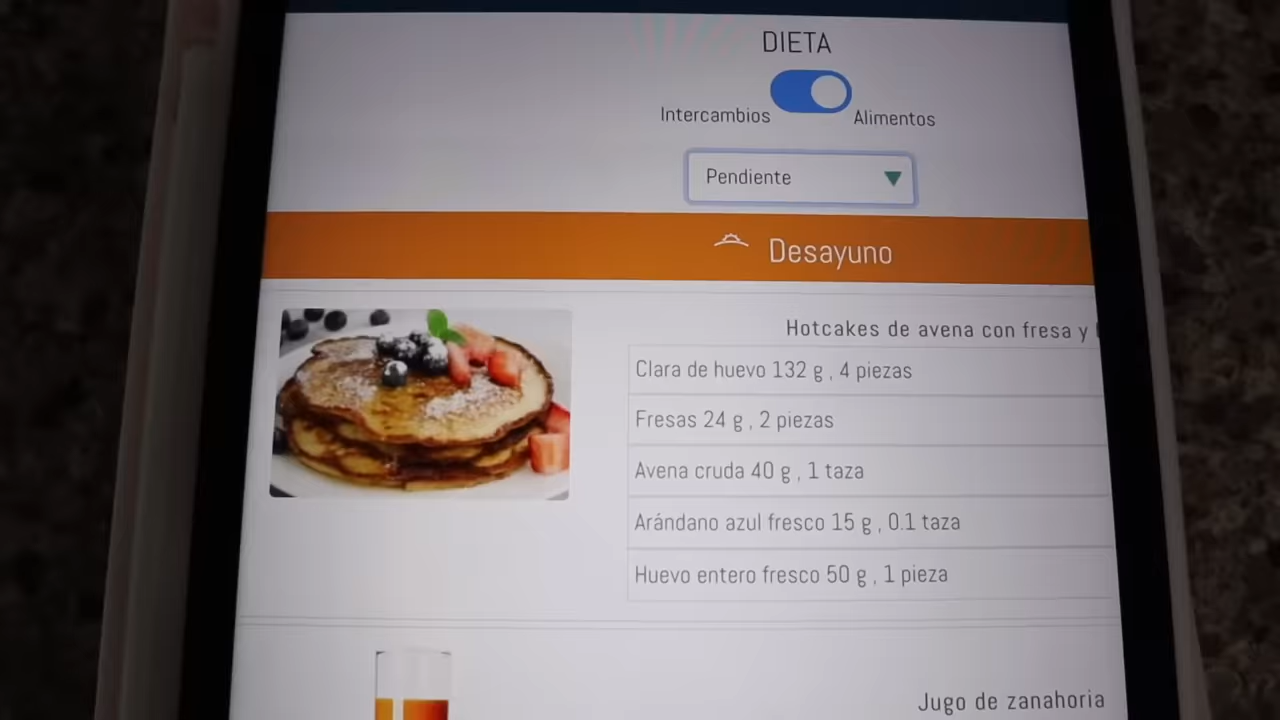 DIETA
Intercambios
Alimentos
Pendiente
Desayuno
Hotcakes de avena con fresa y
Clara de huevo 132 g , 4 piezas
Fresas 24 g , 2 piezas
Avena cruda 40 g , 1 taza
Arándano azul fresco 15 g , 0.1 taza
Huevo entero fresco 50 g , 1 pieza
Jugo de zanahoria